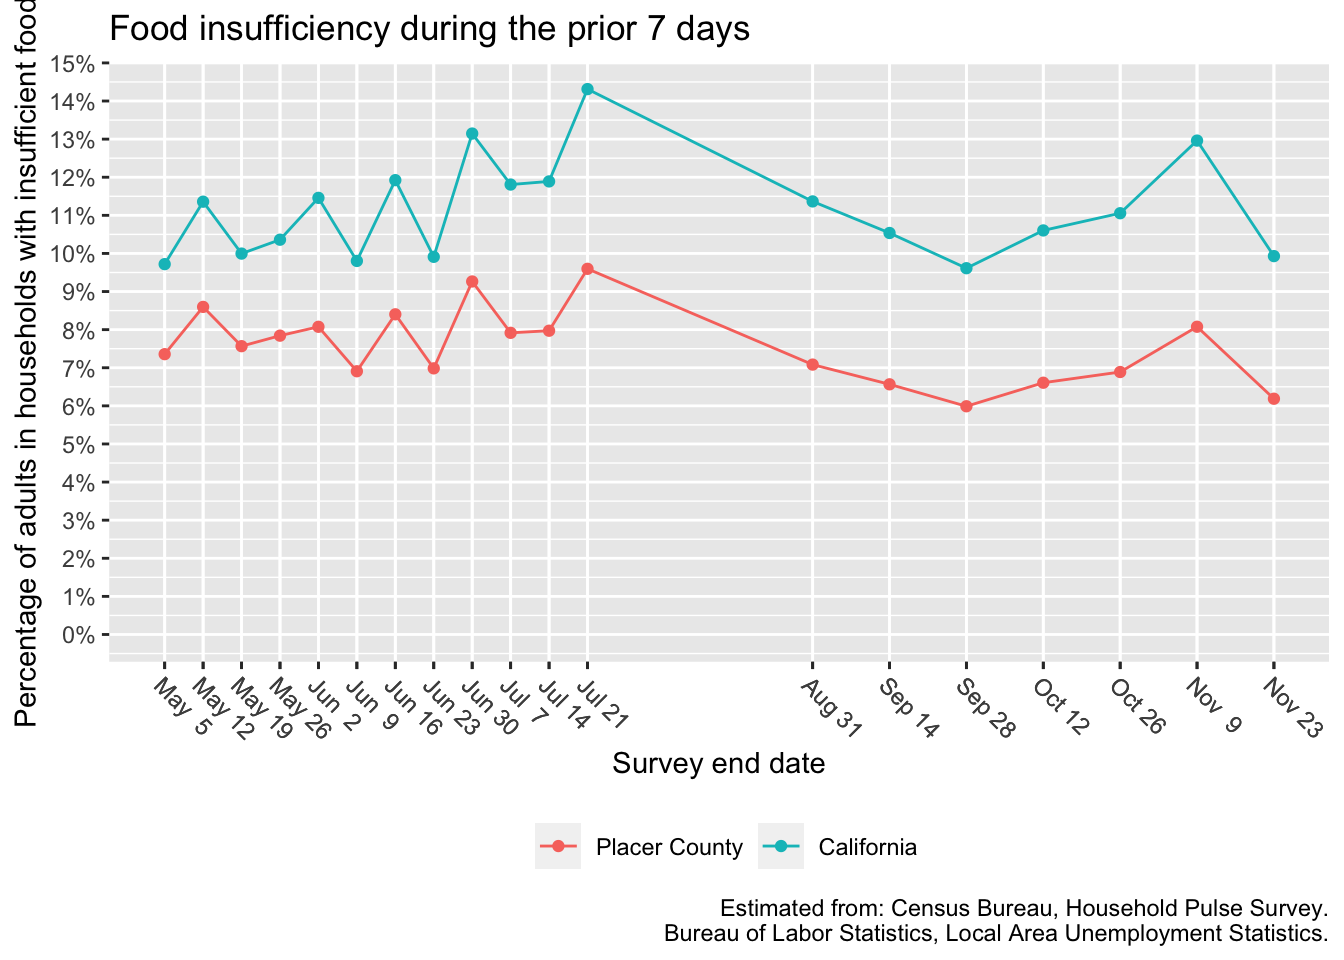 Food insufficiency during the prior 7 days
Percentage of adults in households with insufficient food
15%
14%
13%
12%
11%
10%
9%
8%
7%
6%
5%
4%
3%
2%
1%
0%
May 5
May 12
May 19
May 26
Jun 2
Jun 9
Jun 16
Jun 23
Jun 30
Jul 7
Jul 14
Jul 21
Aug 31
Sep 14
Sep 28
Oct 12
Oct 26
Nov 9
Nov 23
Survey end date
Placer County
California
Estimated from: Census Bureau, Household Pulse Survey.
Bureau of Labor Statistics, Local Area Unemployment Statistics.